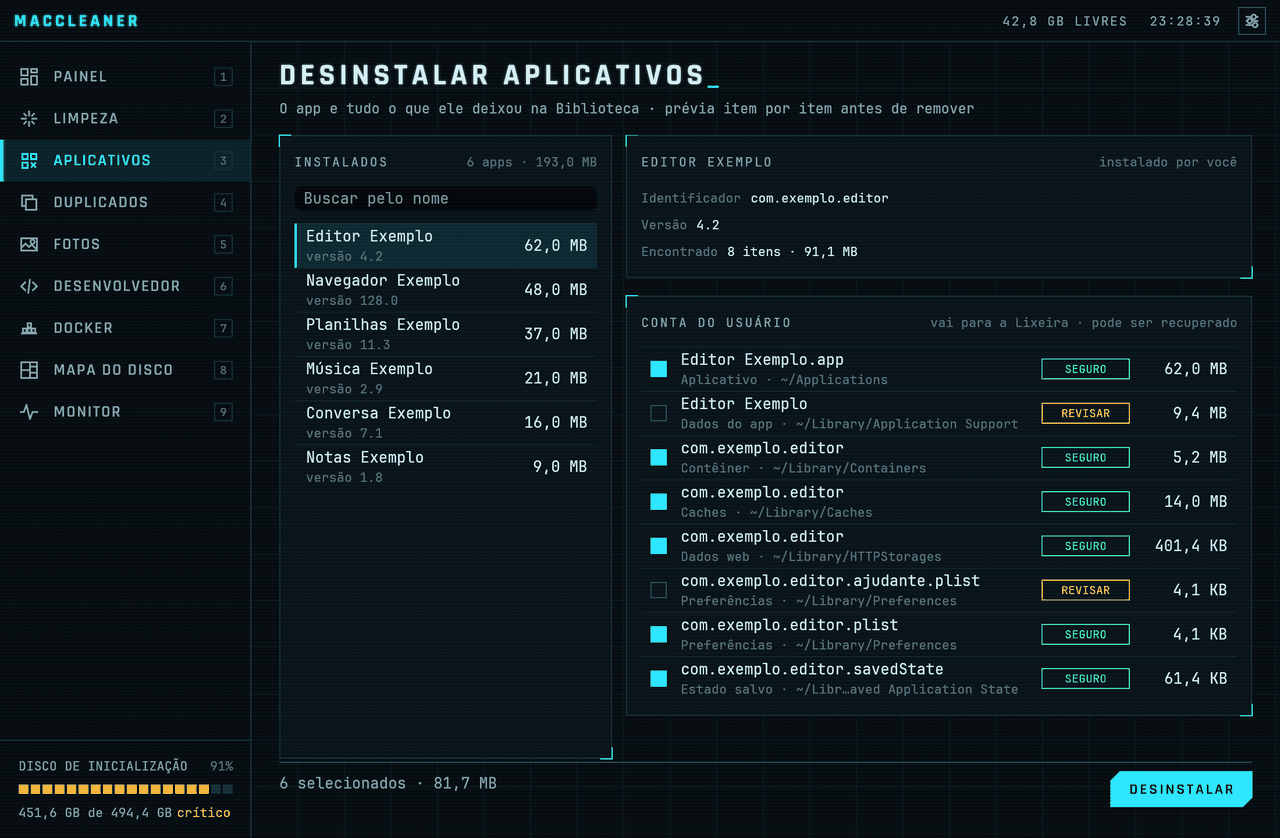 MACCLEANER
42,8 GB LIVRES 23:28:39
PAINEL 1
LIMPEZA 2
APLICATIVOS 3
DUPLICADOS 4
FOTOS 5
DESENVOLVEDOR 6
DOCKER 7
MAPA DO DISCO 8
MONITOR 9
DISCO DE INICIALIZAÇÃO 91%
451,6 GB de 494,4 GB crítico
DESINSTALAR APLICATIVOS_
O app e tudo o que ele deixou na Biblioteca · prévia item por item antes de remover
INSTALADOS 6 apps · 193,0 MB
Buscar pelo nome
Editor Exemplo 62,0 MB
versão 4.2
Navegador Exemplo 48,0 MB
versão 128.0
Planilhas Exemplo 37,0 MB
versão 11.3
Música Exemplo 21,0 MB
versão 2.9
Conversa Exemplo 16,0 MB
versão 7.1
Notas Exemplo 9,0 MB
versão 1.8
EDITOR EXEMPLO instalado por você
Identificador com.exemplo.editor
Versão 4.2
Encontrado 8 itens · 91,1 MB
CONTA DO USUÁRIO vai para a Lixeira · pode ser recuperado
Editor Exemplo.app SEGURO 62,0 MB
Aplicativo · ~/Applications
Editor Exemplo REVISAR 9,4 MB
Dados do app · ~/Library/Application Support
com.exemplo.editor SEGURO 5,2 MB
Contêiner · ~/Library/Containers
com.exemplo.editor SEGURO 14,0 MB
Caches · ~/Library/Caches
com.exemplo.editor SEGURO 401,4 KB
Dados web · ~/Library/HTTPStorages
com.exemplo.editor.ajudante.plist REVISAR 4,1 KB
Preferências · ~/Library/Preferences
com.exemplo.editor.plist SEGURO 4,1 KB
Preferências · ~/Library/Preferences
com.exemplo.editor.savedState SEGURO 61,4 KB
Estado salvo · ~/Libr…aved Application State
6 selecionados · 81,7 MB
DESINSTALAR